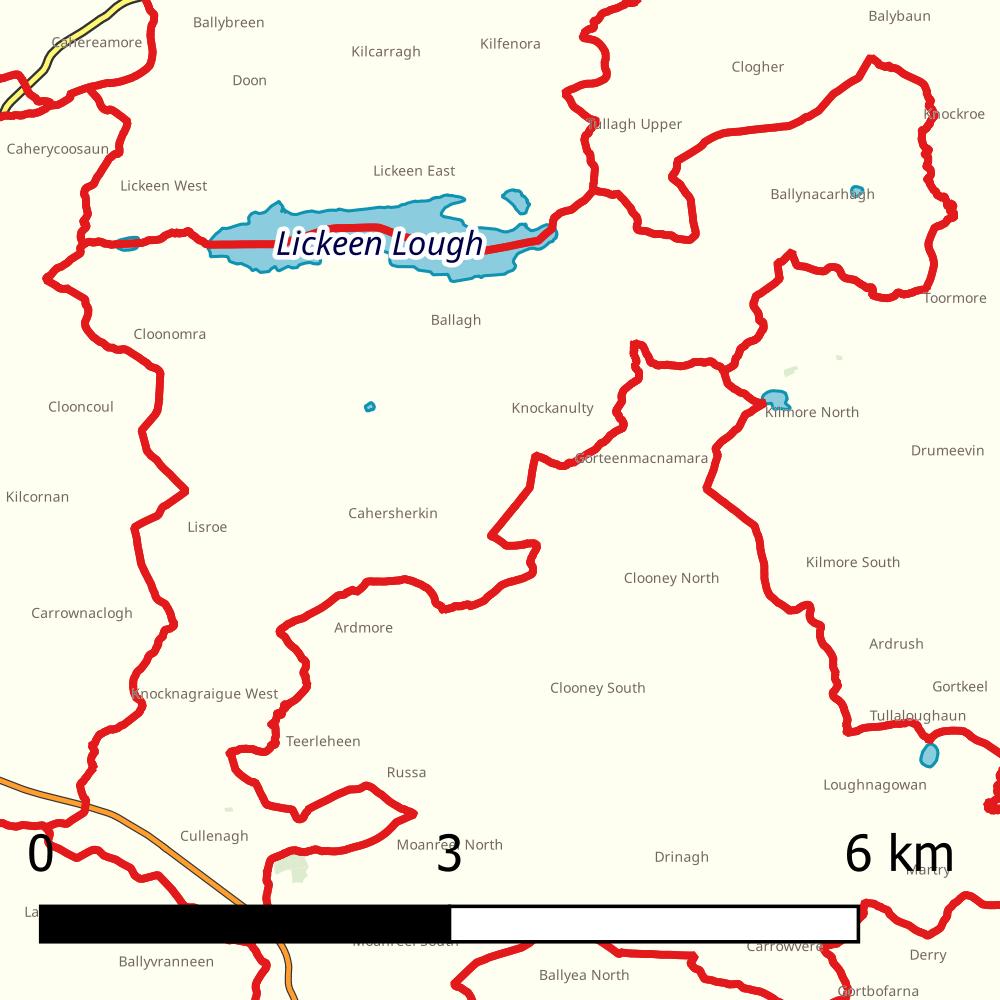 Balybaun
Ballybreen
Cahereamore
Kilfenora
Kilcarragh
Clogher
Doon
Knockroe
Tullagh Upper
Caherycoosaun
Lickeen East
Lickeen West
Ballynacarhagh
Lickeen Lough
Toormore
Ballagh
Cloonomra
Clooncoul
Knockanulty
Kilmore North
Drumeevin
Gorteenmacnamara
Kilcornan
Cahersherkin
Lisroe
Kilmore South
Clooney North
Carrownaclogh
Ardmore
Ardrush
Gortkeel
Clooney South
Knocknagraigue West
Tullaloughaun
Teerleheen
Russa
Loughnagowan
Cullenagh
Moanreel North
0 3 6 km
Drinagh
Martry
Moanreel South
Carrowvere
Derry
Ballyvranneen
Ballyea North
Gortbofarna